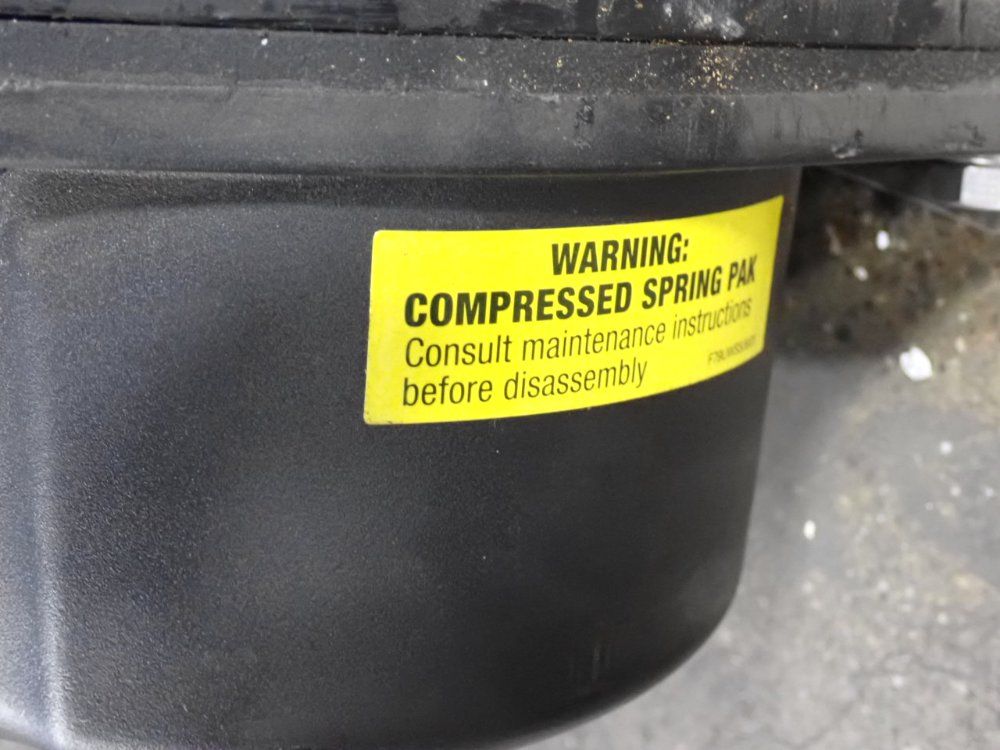 WARNING:
COMPRESSED SPRING PAK
Consult maintenance instructions
before disassembly